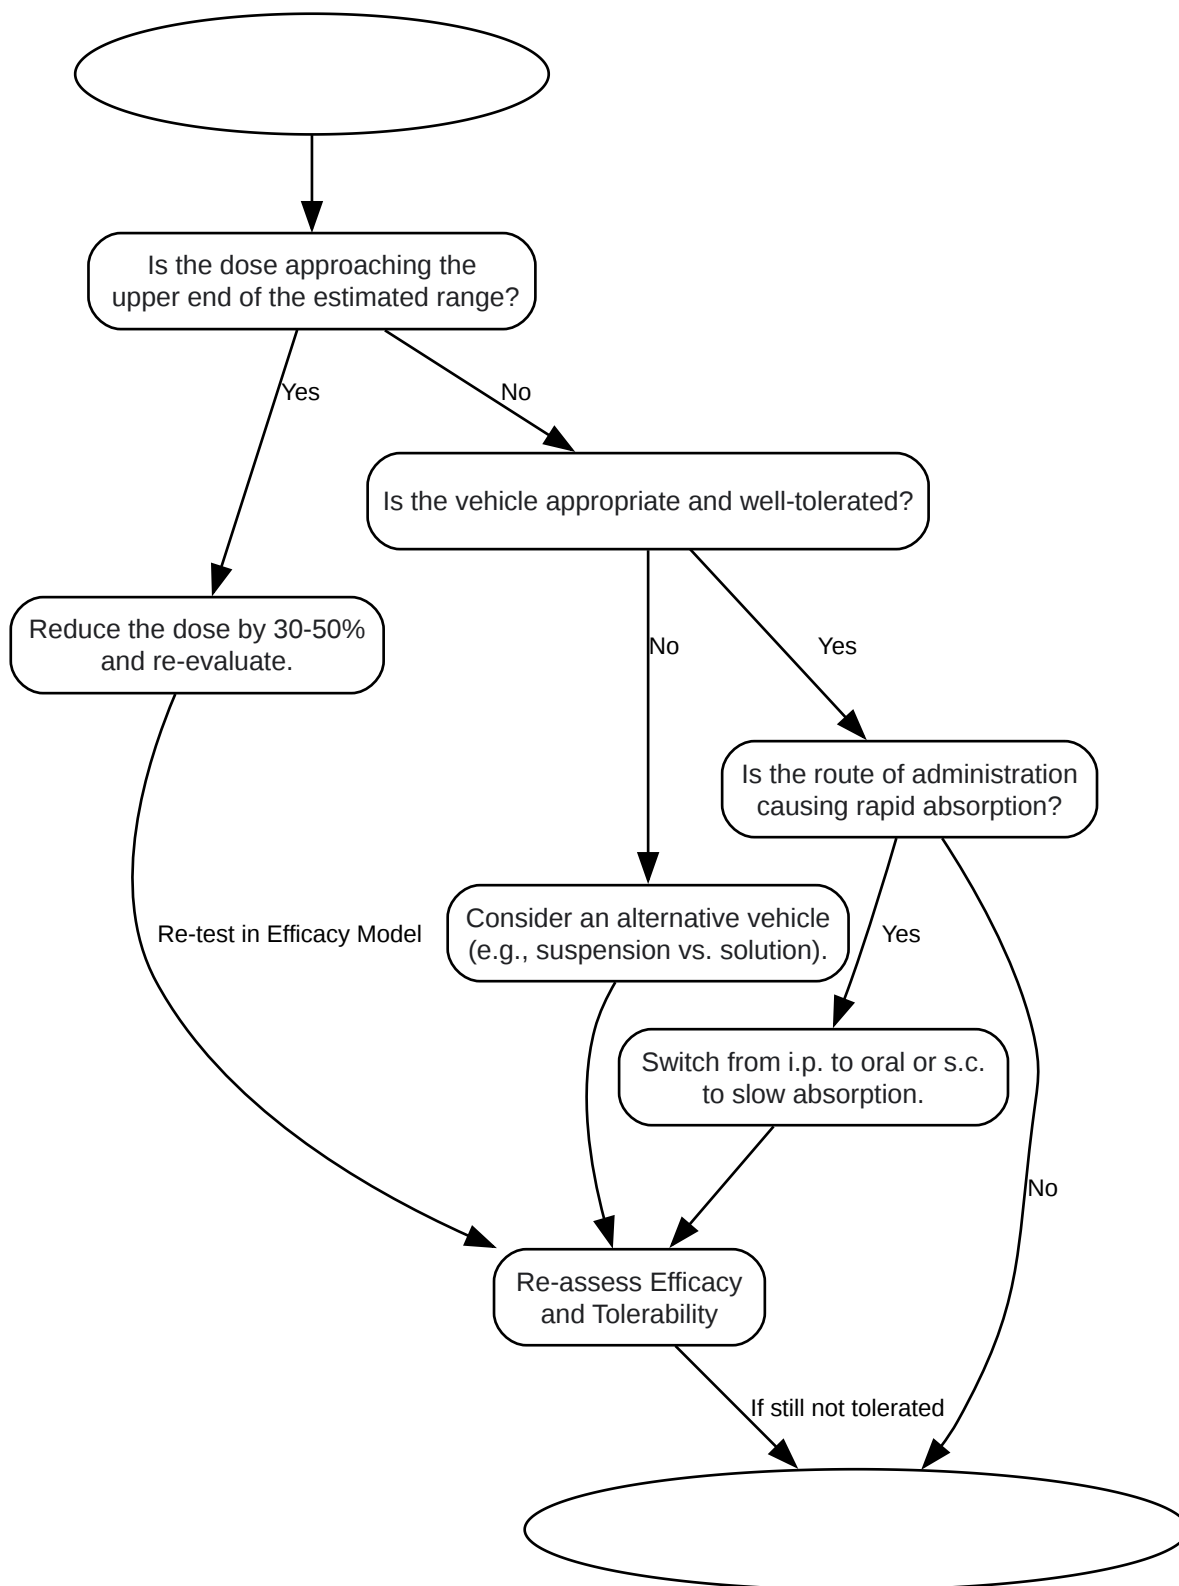 Is the dose approaching the
upper end of the estimated range?
Yes
No
Is the vehicle appropriate and well-tolerated?
Reduce the dose by 30-50%
and re-evaluate.
No
Yes
Is the route of administration
causing rapid absorption?
Re-test in Efficacy Model
Consider an alternative vehicle
(e.g., suspension vs. solution).
Yes
Switch from i.p. to oral or s.c.
to slow absorption.
No
Re-assess Efficacy
and Tolerability
If still not tolerated